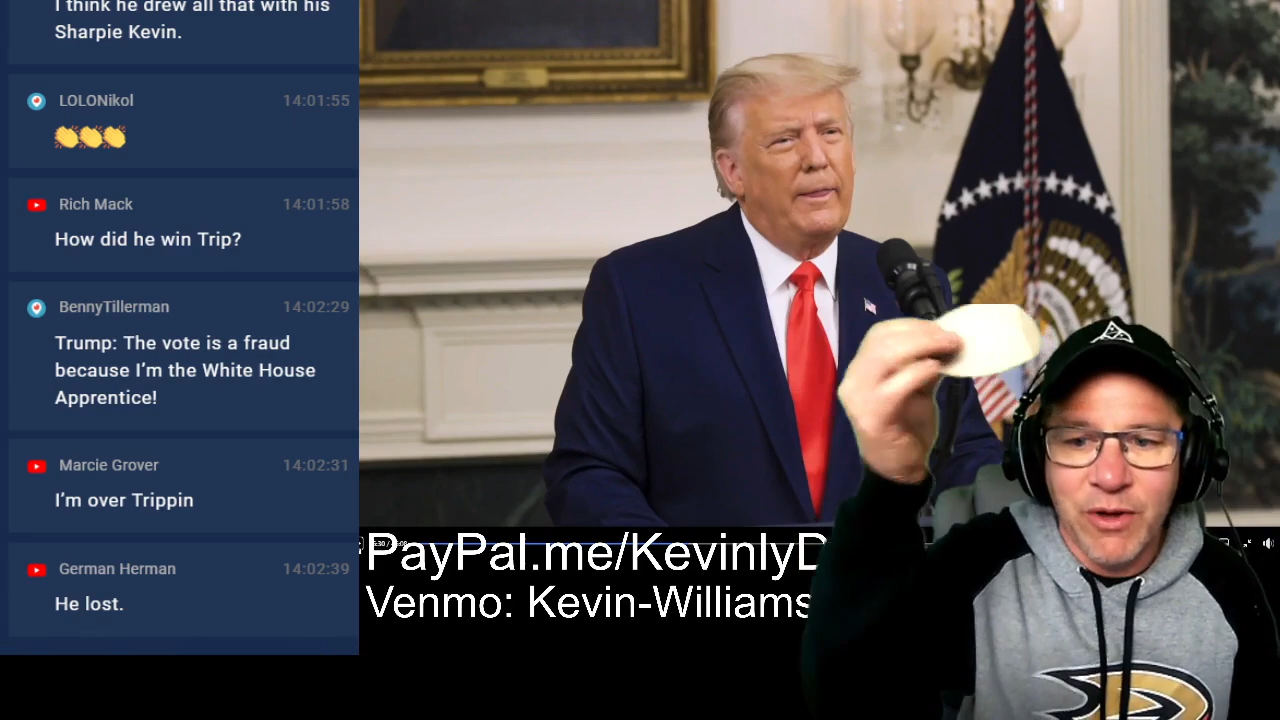 I think he drew all that with his
Sharpie Kevin.
LOLONikol 14:01:55
👏👏👏
Rich Mack 14:01:58
How did he win Trip?
BennyTillerman 14:02:29
Trump: The vote is a fraud
because I'm the White House
Apprentice!
Marcie Grover 14:02:31
I'm over Trippin
German Herman 14:02:39
He lost.
PayPal.me/KevinlyD
Venmo: Kevin-Williams